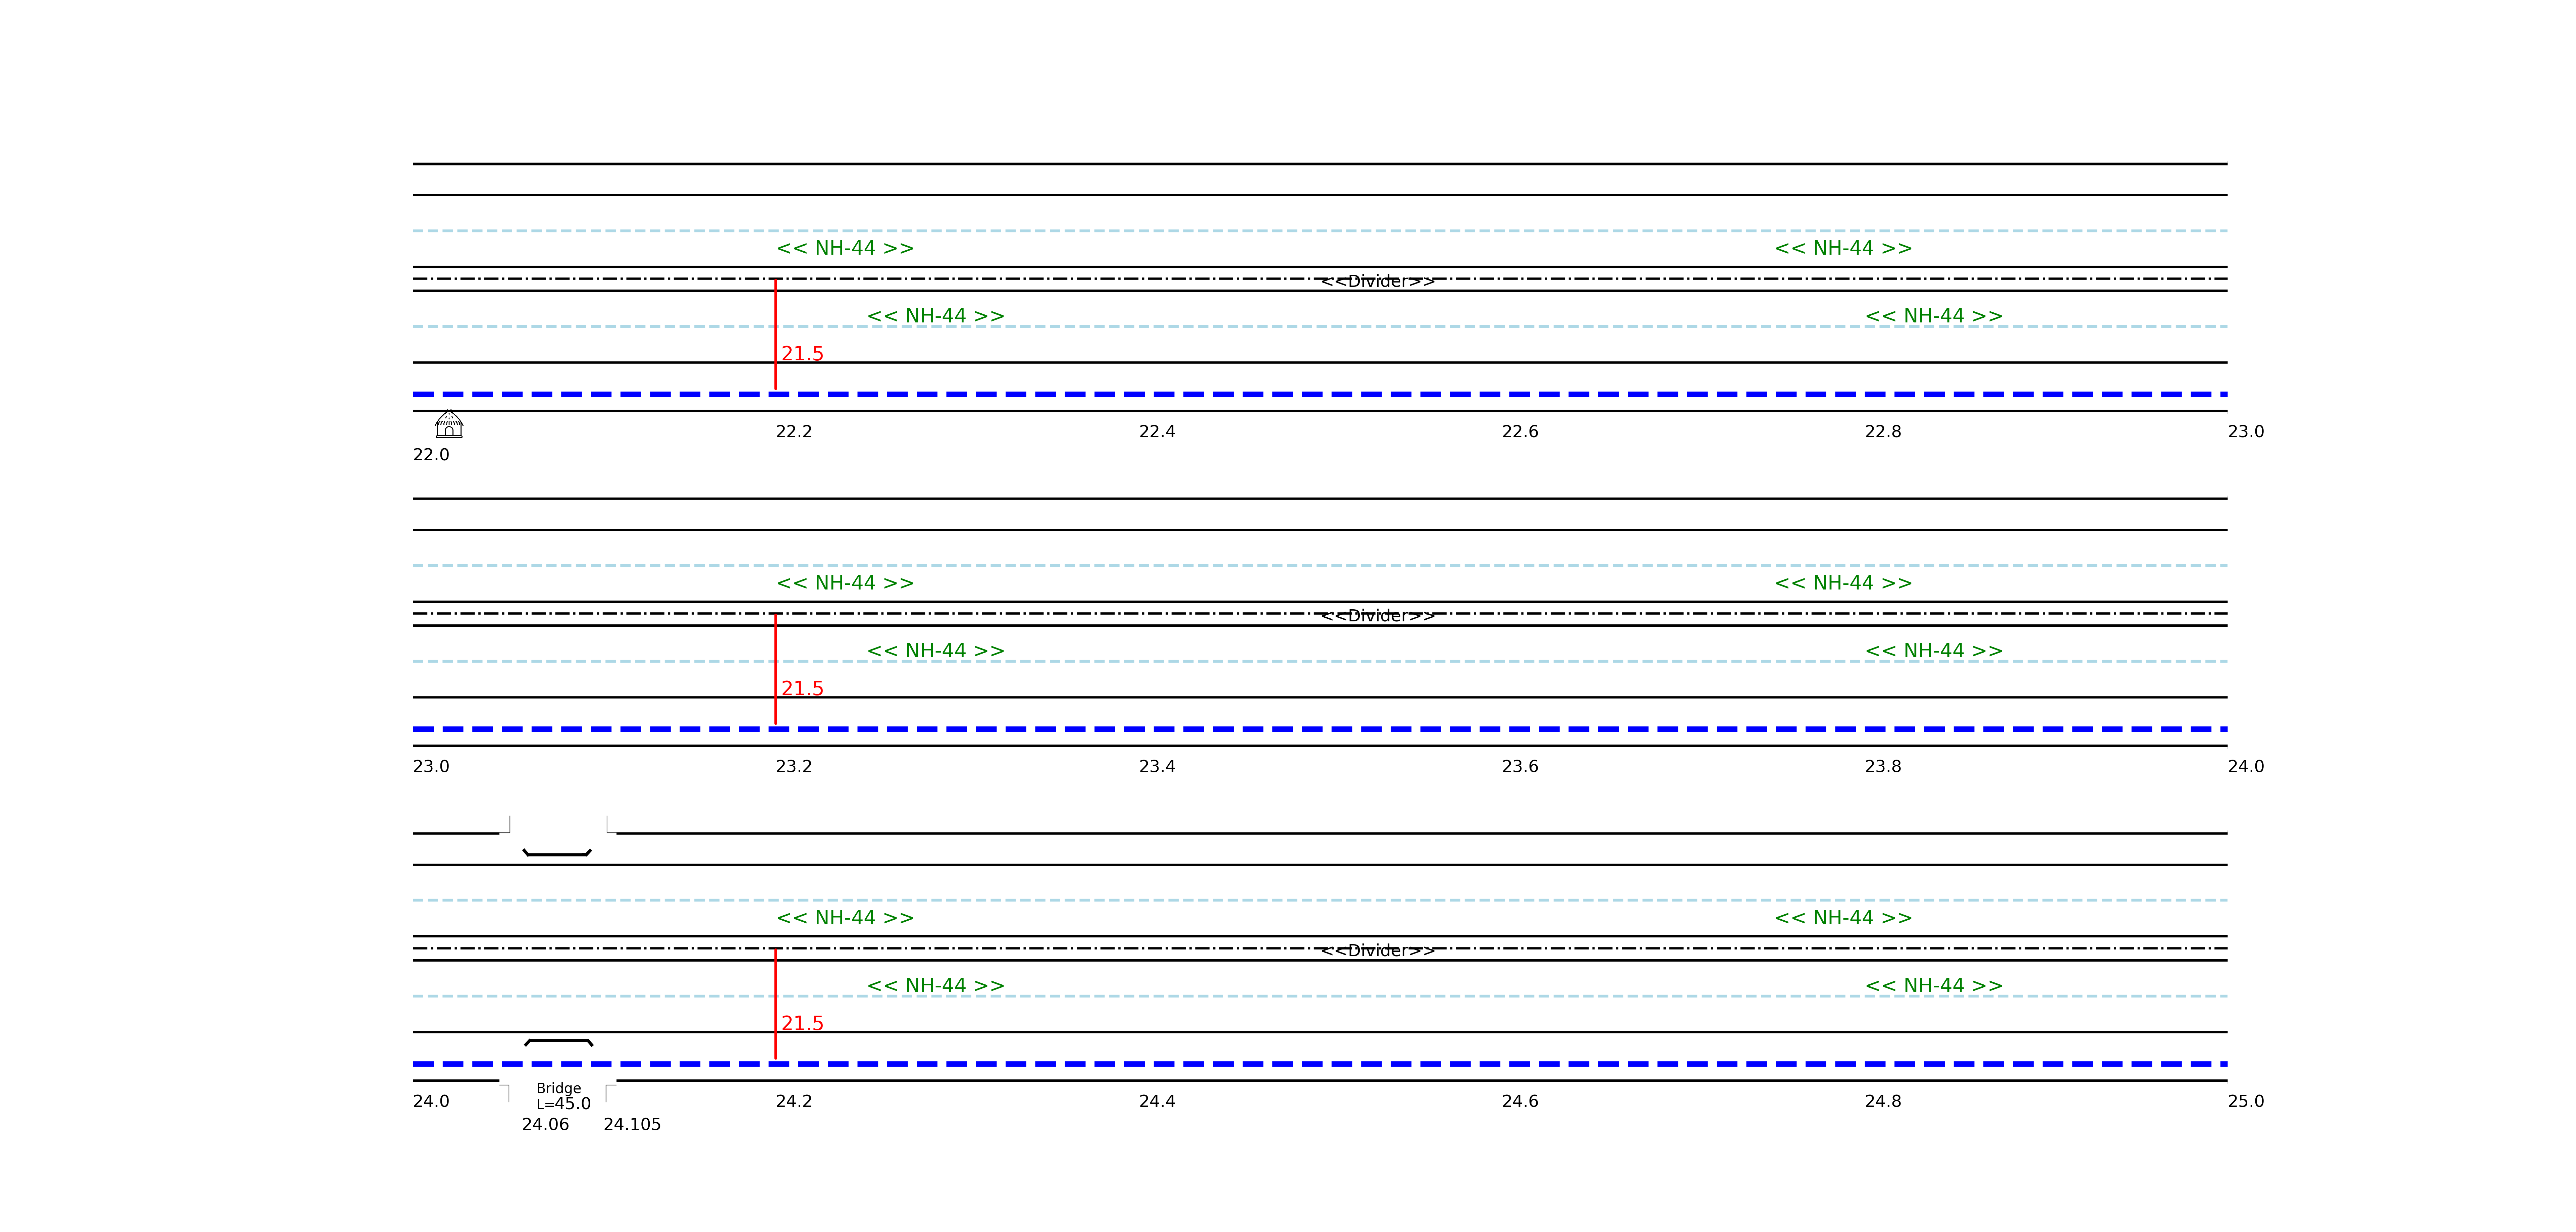 << NH-44 >> << NH-44 >>
<<Divider>>
<< NH-44 >> << NH-44 >>
21.5
22.2 22.4 22.6 22.8 23.0
22.0
<< NH-44 >> << NH-44 >>
<<Divider>>
<< NH-44 >> << NH-44 >>
21.5
23.0 23.2 23.4 23.6 23.8 24.0
<< NH-44 >> << NH-44 >>
<<Divider>>
<< NH-44 >> << NH-44 >>
21.5
Bridge
L=45.0
24.0 24.2 24.4 24.6 24.8 25.0
24.06 24.105